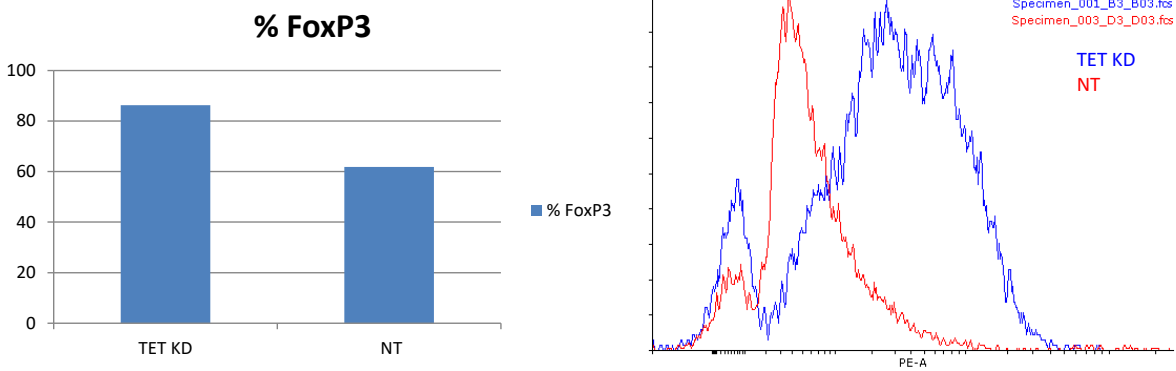 % FoxP3
100
80
60
40
20
0
TET KD
NT
% FoxP3
Specimen_001_B3_B03.fcs
Specimen_003_D3_D03.fcs
TET KD
NT
PE-A